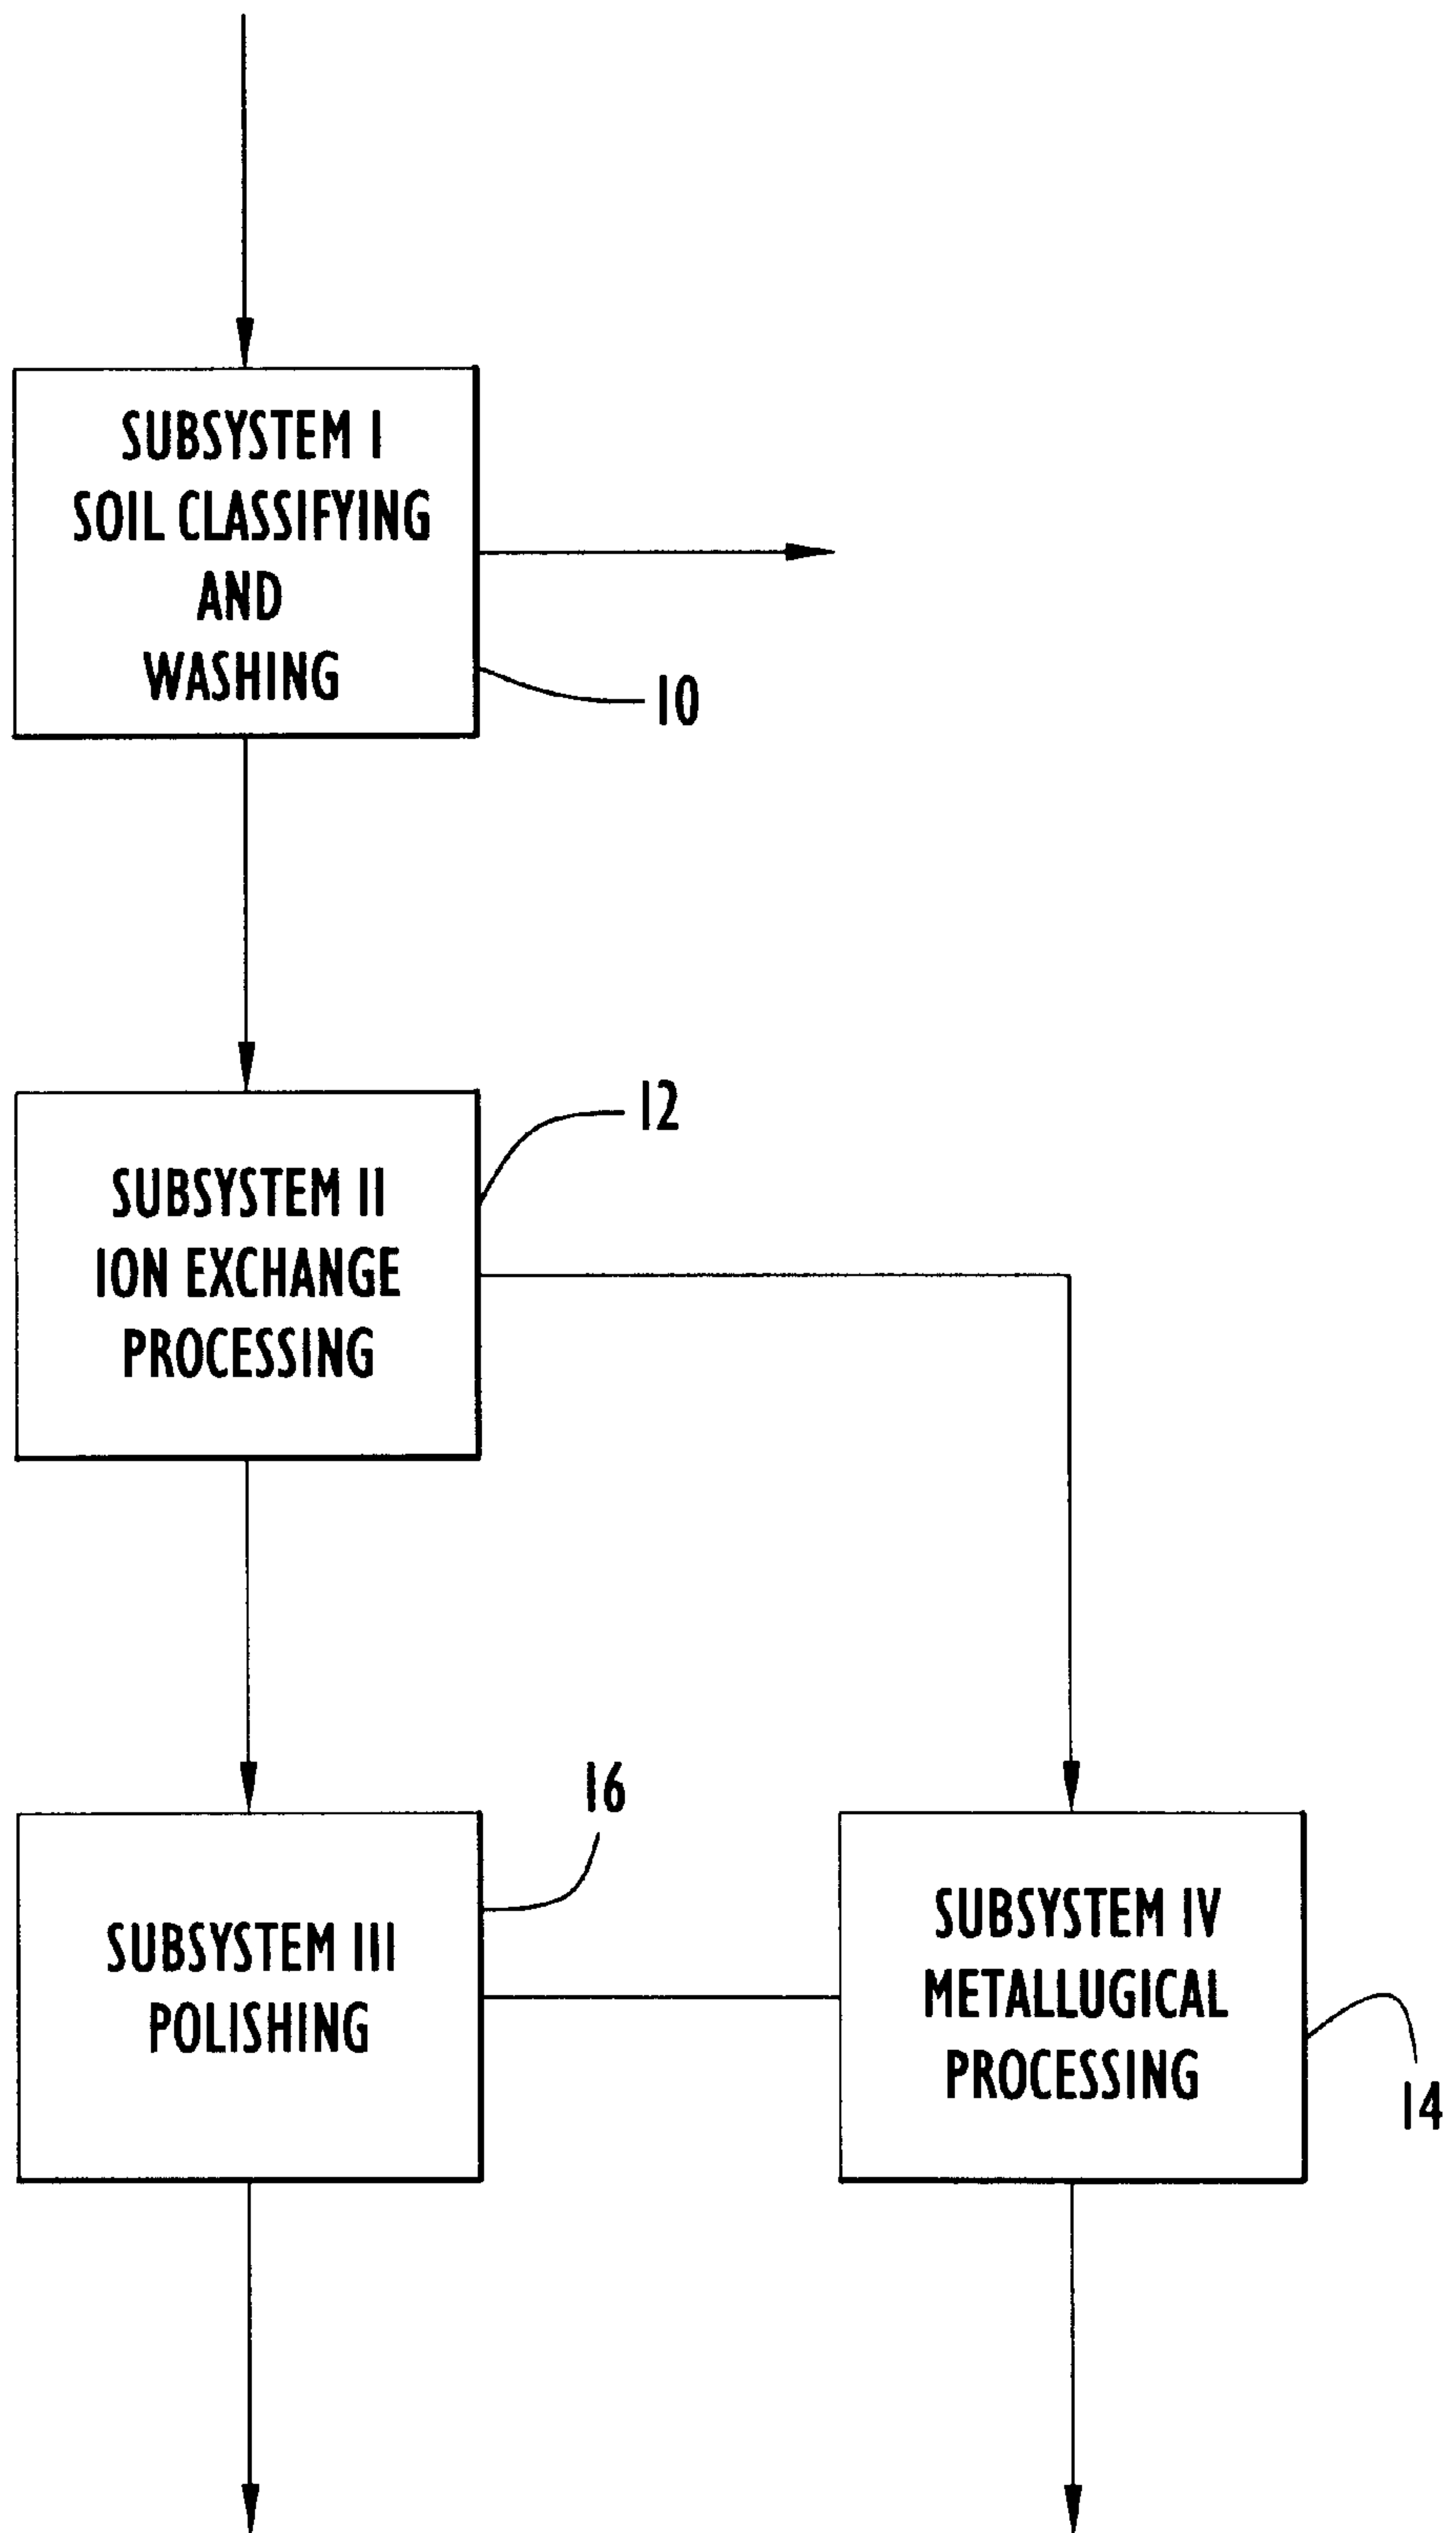 SUBSYSTEM I
SOIL CLASSIFYING
AND
WASHING
10
12
SUBSYSTEM II
ION EXCHANGE
PROCESSING
16
SUBSYSTEM III
POLISHING
SUBSYSTEM IV
METALLUGICAL
PROCESSING
14